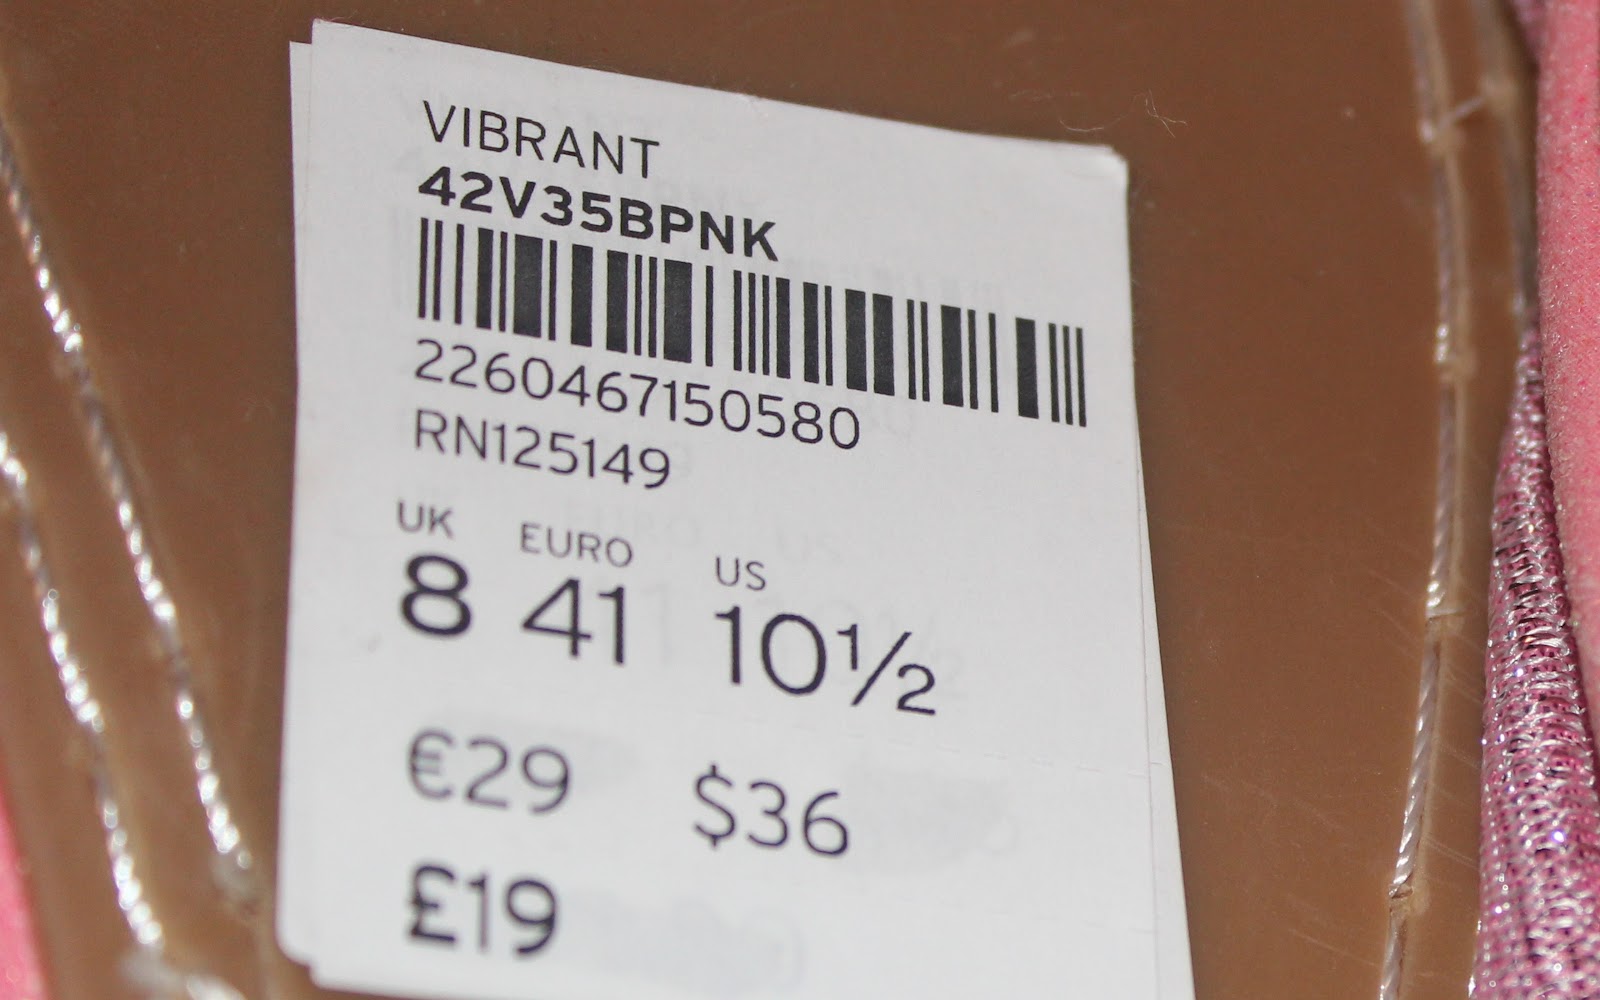 VIBRANT
42V35BPNK
2260467150580
RN125149
UK EURO US
8 41 10½
€29 $36
£19